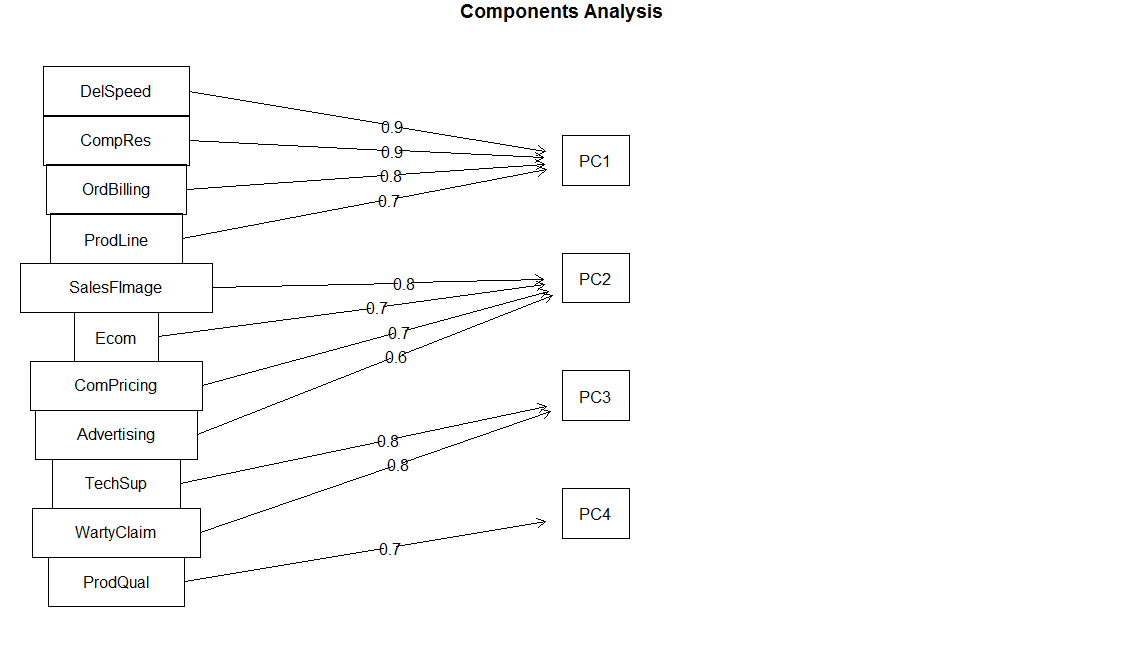 Components Analysis
DelSpeed
CompRes
OrdBilling
ProdLine
SalesFImage
Ecom
ComPricing
Advertising
TechSup
WartyClaim
ProdQual
0.9
0.9
0.8
0.7
0.8
0.7
0.7
0.6
0.8
0.8
0.7
PC1
PC2
PC3
PC4